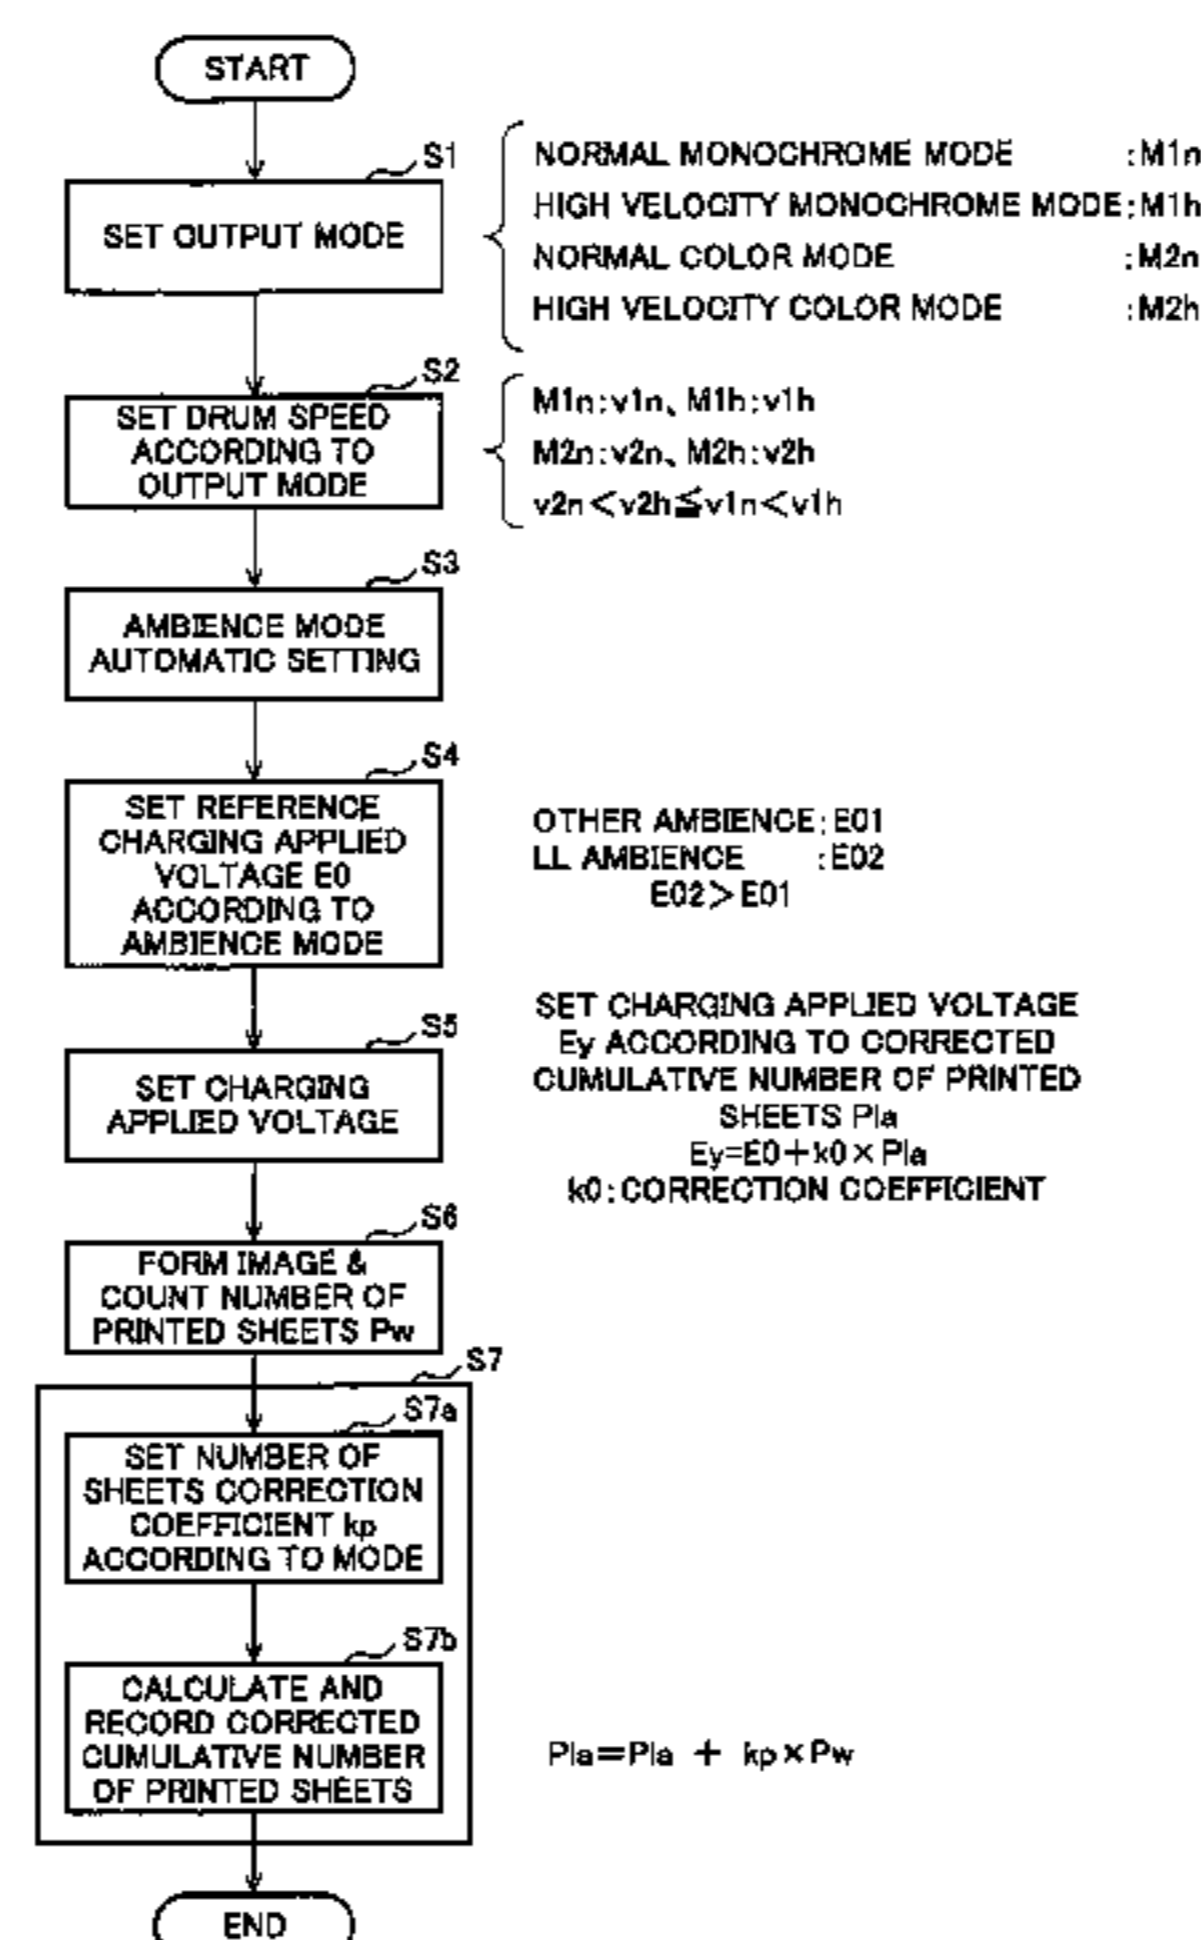 START
S1
SET OUTPUT MODE
NORMAL MONOCHROME MODE :M1n
HIGH VELOCITY MONOCHROME MODE:M1h
NORMAL COLOR MODE :M2n
HIGH VELOCITY COLOR MODE :M2h
S2
SET DRUM SPEED
ACCORDING TO
OUTPUT MODE
M1n:v1n、M1h:v1h
M2n:v2n、M2h:v2h
v2n<v2h≦v1n<v1h
S3
AMBIENCE MODE
AUTOMATIC SETTING
S4
SET REFERENCE
CHARGING APPLIED
VOLTAGE E0
ACCORDING TO
AMBIENCE MODE
OTHER AMBIENCE:E01
LL AMBIENCE :E02
E02>E01
S5
SET CHARGING
APPLIED VOLTAGE
SET CHARGING APPLIED VOLTAGE
Ey ACCORDING TO CORRECTED
CUMULATIVE NUMBER OF PRINTED
SHEETS Pla
Ey=E0+k0×Pla
k0:CORRECTION COEFFICIENT
S6
FORM IMAGE &
COUNT NUMBER OF
PRINTED SHEETS Pw
S7
S7a
SET NUMBER OF
SHEETS CORRECTION
COEFFICIENT kp
ACCORDING TO MODE
S7b
CALCULATE AND
RECORD CORRECTED
CUMULATIVE NUMBER
OF PRINTED SHEETS
Pla=Pla + kp×Pw
END